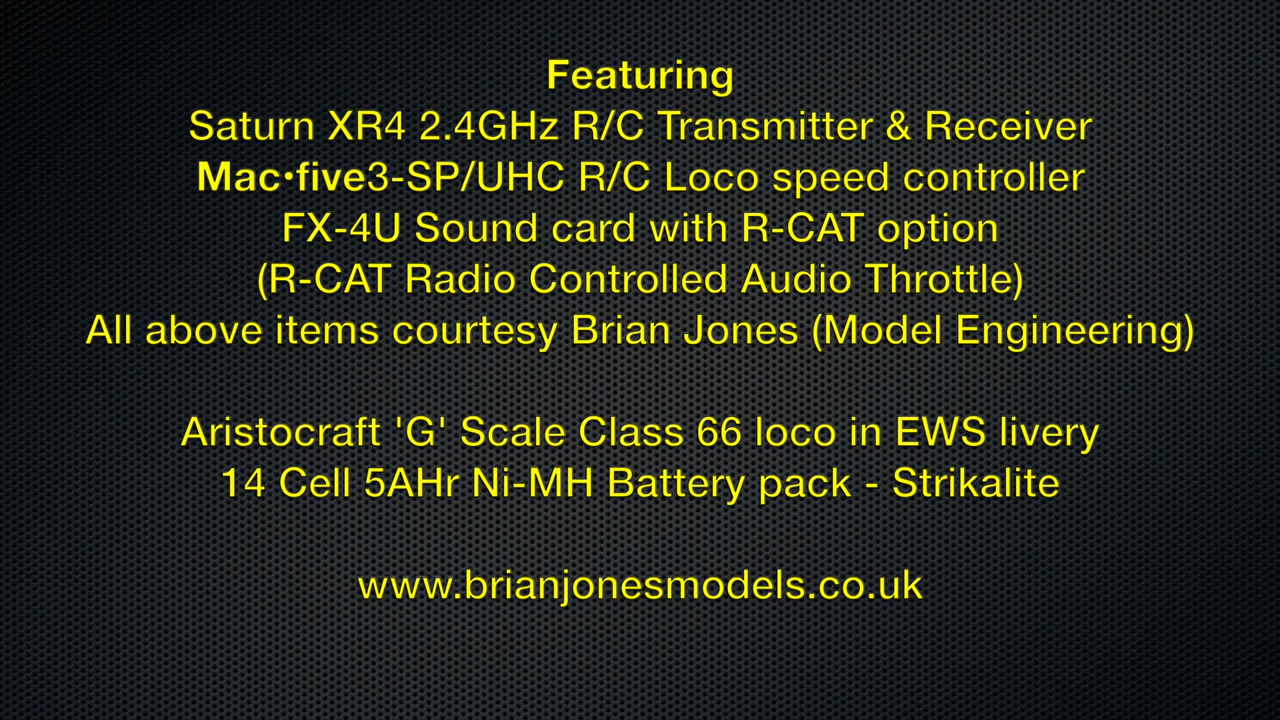 Featuring
Saturn XR4 2.4GHz R/C Transmitter & Receiver
Mac•five3-SP/UHC R/C Loco speed controller
FX-4U Sound card with R-CAT option
(R-CAT Radio Controlled Audio Throttle)
All above items courtesy Brian Jones (Model Engineering)
Aristocraft 'G' Scale Class 66 loco in EWS livery
14 Cell 5AHr Ni-MH Battery pack - Strikalite
www.brianjonesmodels.co.uk